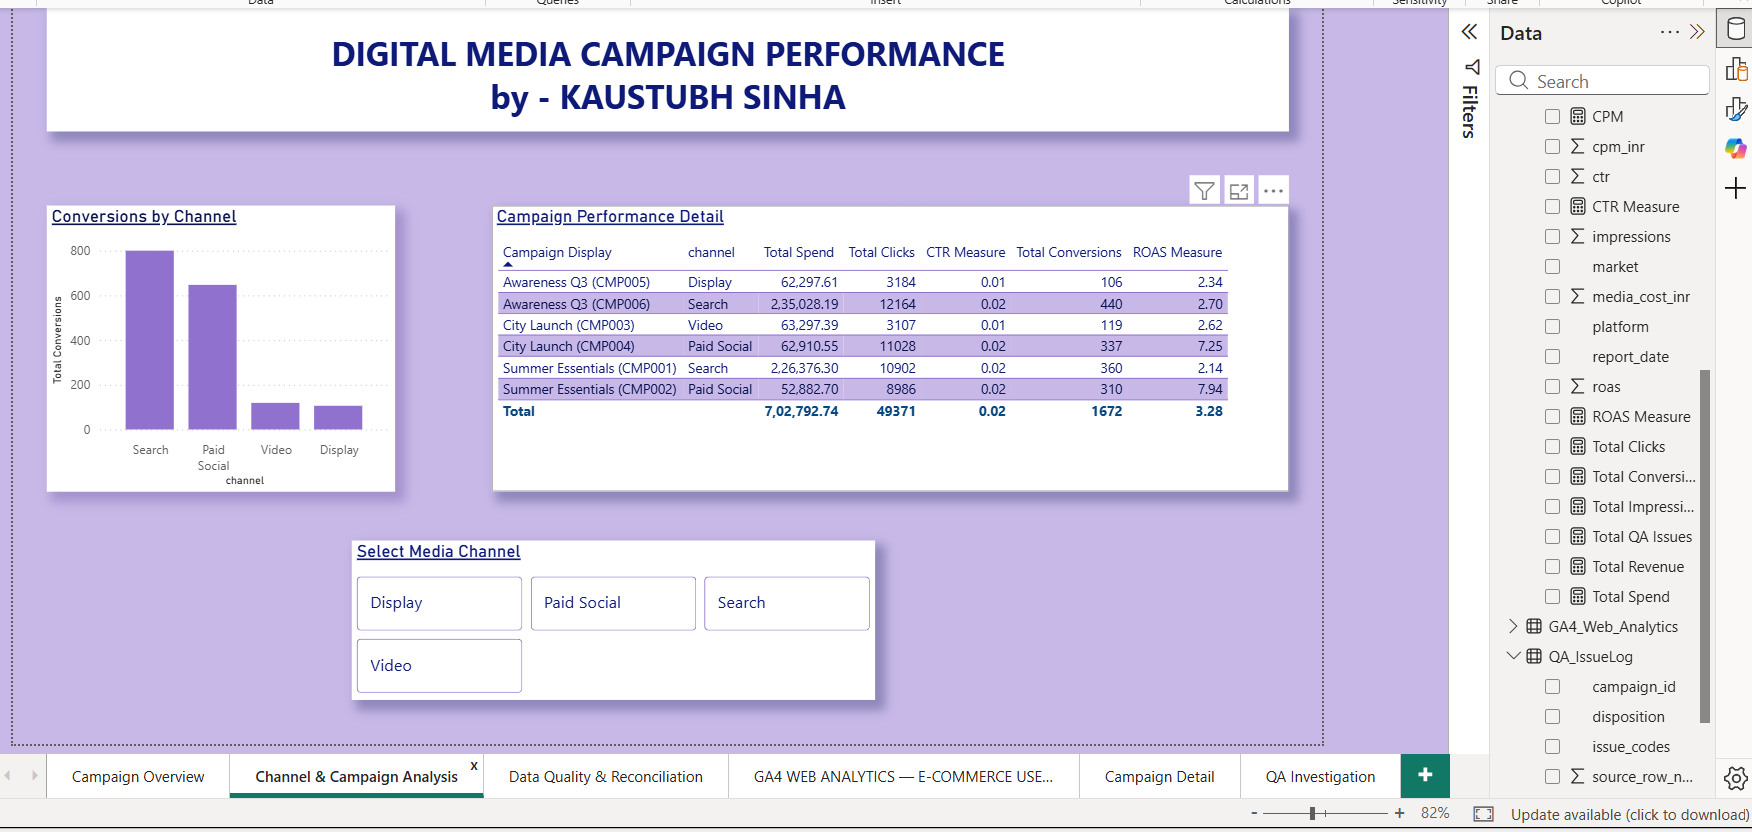 Data
Queries
Insert
Calculations
Sensitivity
Share
Copilot
DIGITAL MEDIA CAMPAIGN PERFORMANCE
by - KAUSTUBH SINHA
Conversions by Channel
800
600
400
200
0
Total Conversions
Search
Paid Social
Video
Display
channel
Campaign Performance Detail
Campaign Display channel Total Spend Total Clicks CTR Measure Total Conversions ROAS Measure
Awareness Q3 (CMP005) Display 62,297.61 3184 0.01 106 2.34
Awareness Q3 (CMP006) Search 2,35,028.19 12164 0.02 440 2.70
City Launch (CMP003) Video 63,297.39 3107 0.01 119 2.62
City Launch (CMP004) Paid Social 62,910.55 11028 0.02 337 7.25
Summer Essentials (CMP001) Search 2,26,376.30 10902 0.02 360 2.14
Summer Essentials (CMP002) Paid Social 52,882.70 8986 0.02 310 7.94
Total 7,02,792.74 49371 0.02 1672 3.28
Select Media Channel
Display
Paid Social
Search
Video
Filters
Data
Search
CPM
cpm_inr
ctr
CTR Measure
impressions
market
media_cost_inr
platform
report_date
roas
ROAS Measure
Total Clicks
Total Conversi...
Total Impressi...
Total QA Issues
Total Revenue
Total Spend
GA4_Web_Analytics
QA_IssueLog
campaign_id
disposition
issue_codes
source_row_n...
Campaign Overview
Channel & Campaign Analysis
x
Data Quality & Reconciliation
GA4 WEB ANALYTICS — E-COMMERCE USE...
Campaign Detail
QA Investigation
82%
Update available (click to download)